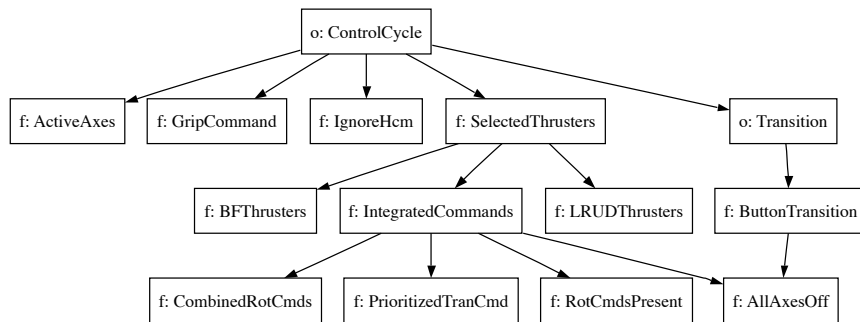 o: ControlCycle
f: ActiveAxes
f: GripCommand
f: IgnoreHcm
f: SelectedThrusters
o: Transition
f: BFThrusters
f: IntegratedCommands
f: LRUDThrusters
f: ButtonTransition
f: CombinedRotCmds
f: PrioritizedTranCmd
f: RotCmdsPresent
f: AllAxesOff